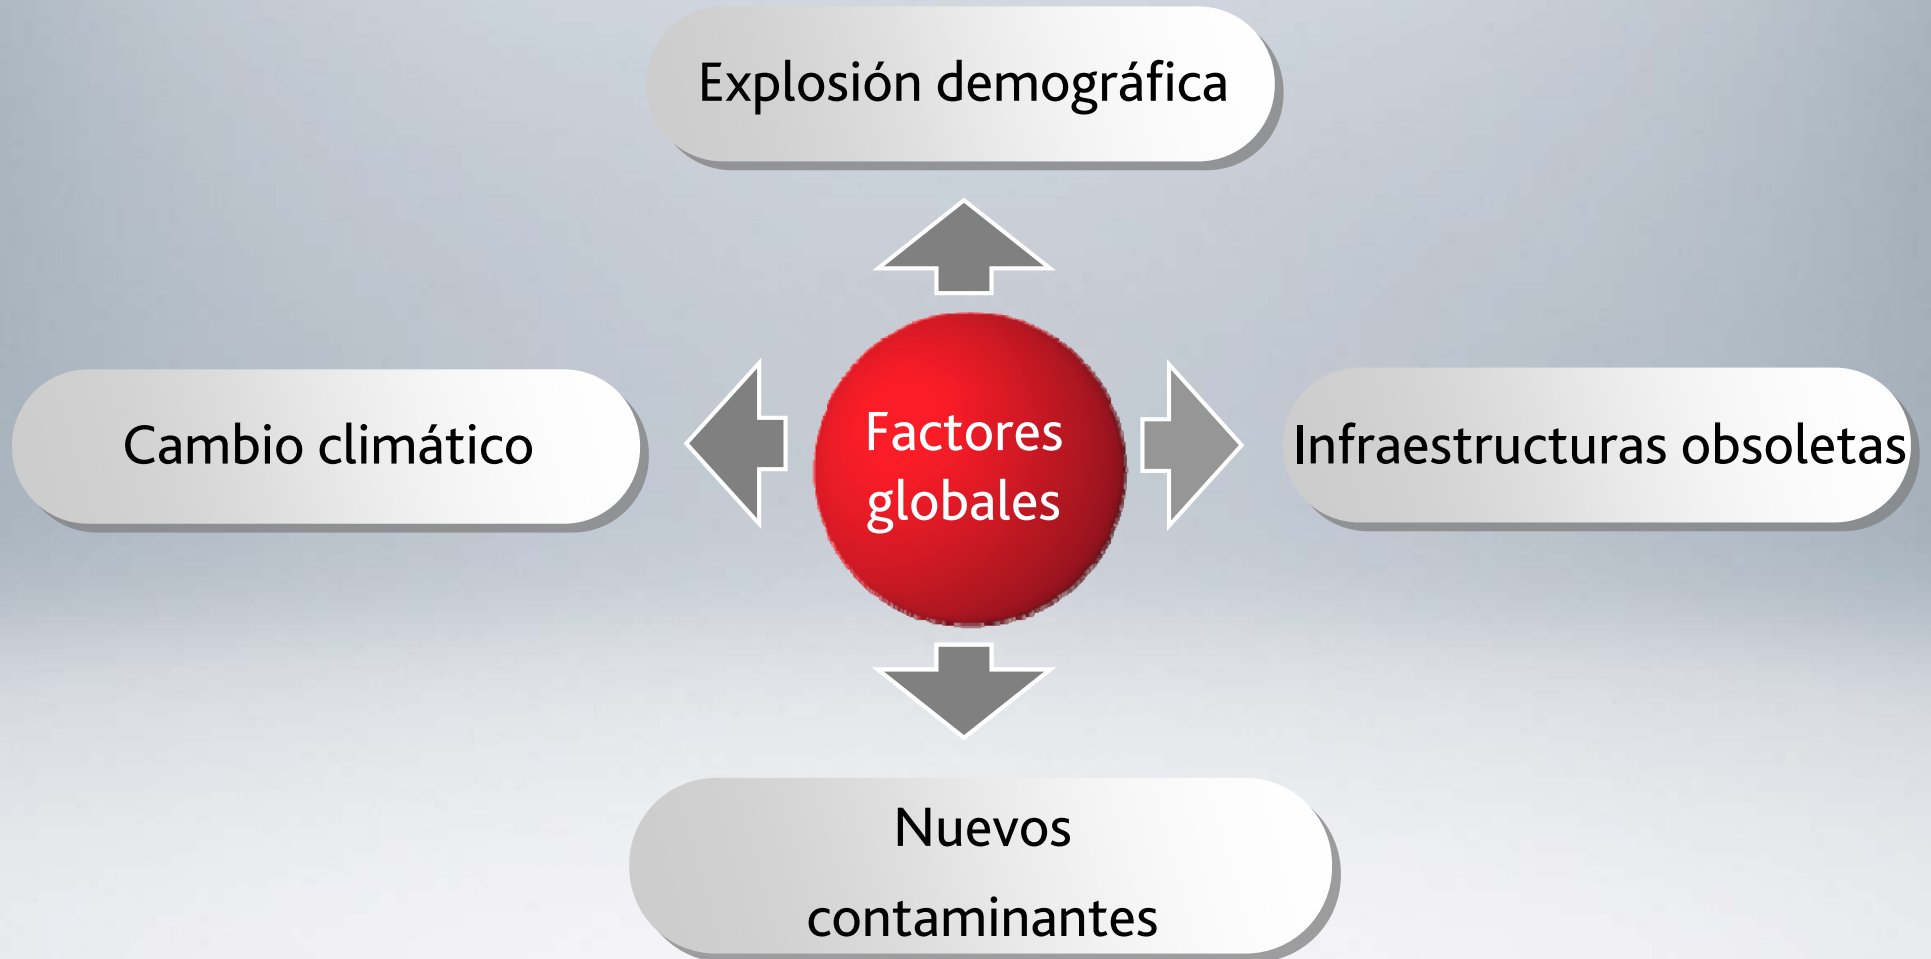 Explosión demográfica
Cambio climático
Factores
globales
Infraestructuras obsoletas
Nuevos
contaminantes